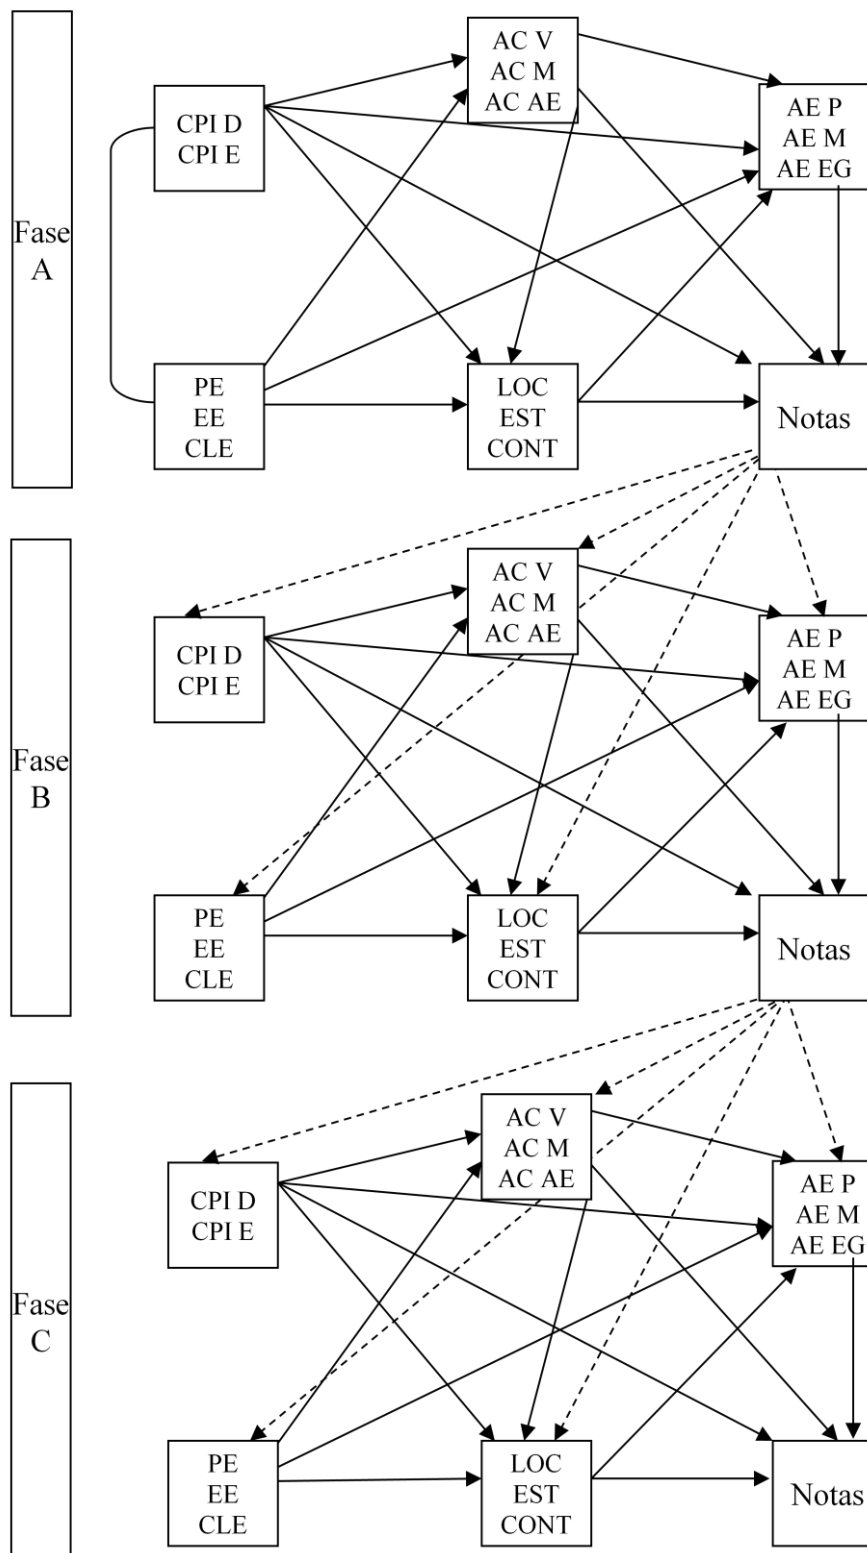 Fase
A
CPI D
CPI E
AC V
AC M
AC AE
AE P
AE M
AE EG
PE
EE
CLE
LOC
EST
CONT
Notas
Fase
B
CPI D
CPI E
AC V
AC M
AC AE
AE P
AE M
AE EG
PE
EE
CLE
LOC
EST
CONT
Notas
Fase
C
CPI D
CPI E
AC V
AC M
AC AE
AE P
AE M
AE EG
PE
EE
CLE
LOC
EST
CONT
Notas